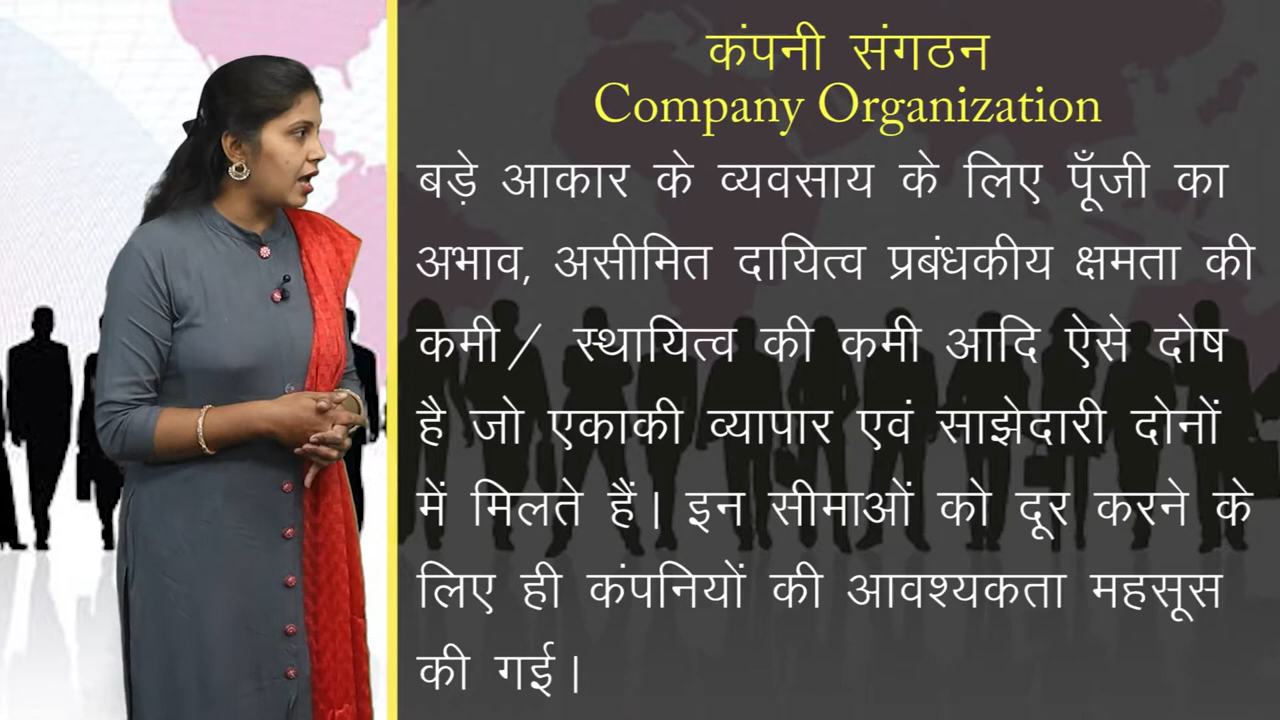 कंपनी संगठन
Company Organization
बड़े आकार के व्यवसाय के लिए पूँजी का
अभाव, असीमित दायित्व प्रबंधकीय क्षमता की
कमी/ स्थायित्व की कमी आदि ऐसे दोष
है जो एकाकी व्यापार एवं साझेदारी दोनों
में मिलते हैं। इन सीमाओं को दूर करने के
लिए ही कंपनियों की आवश्यकता महसूस
की गई।